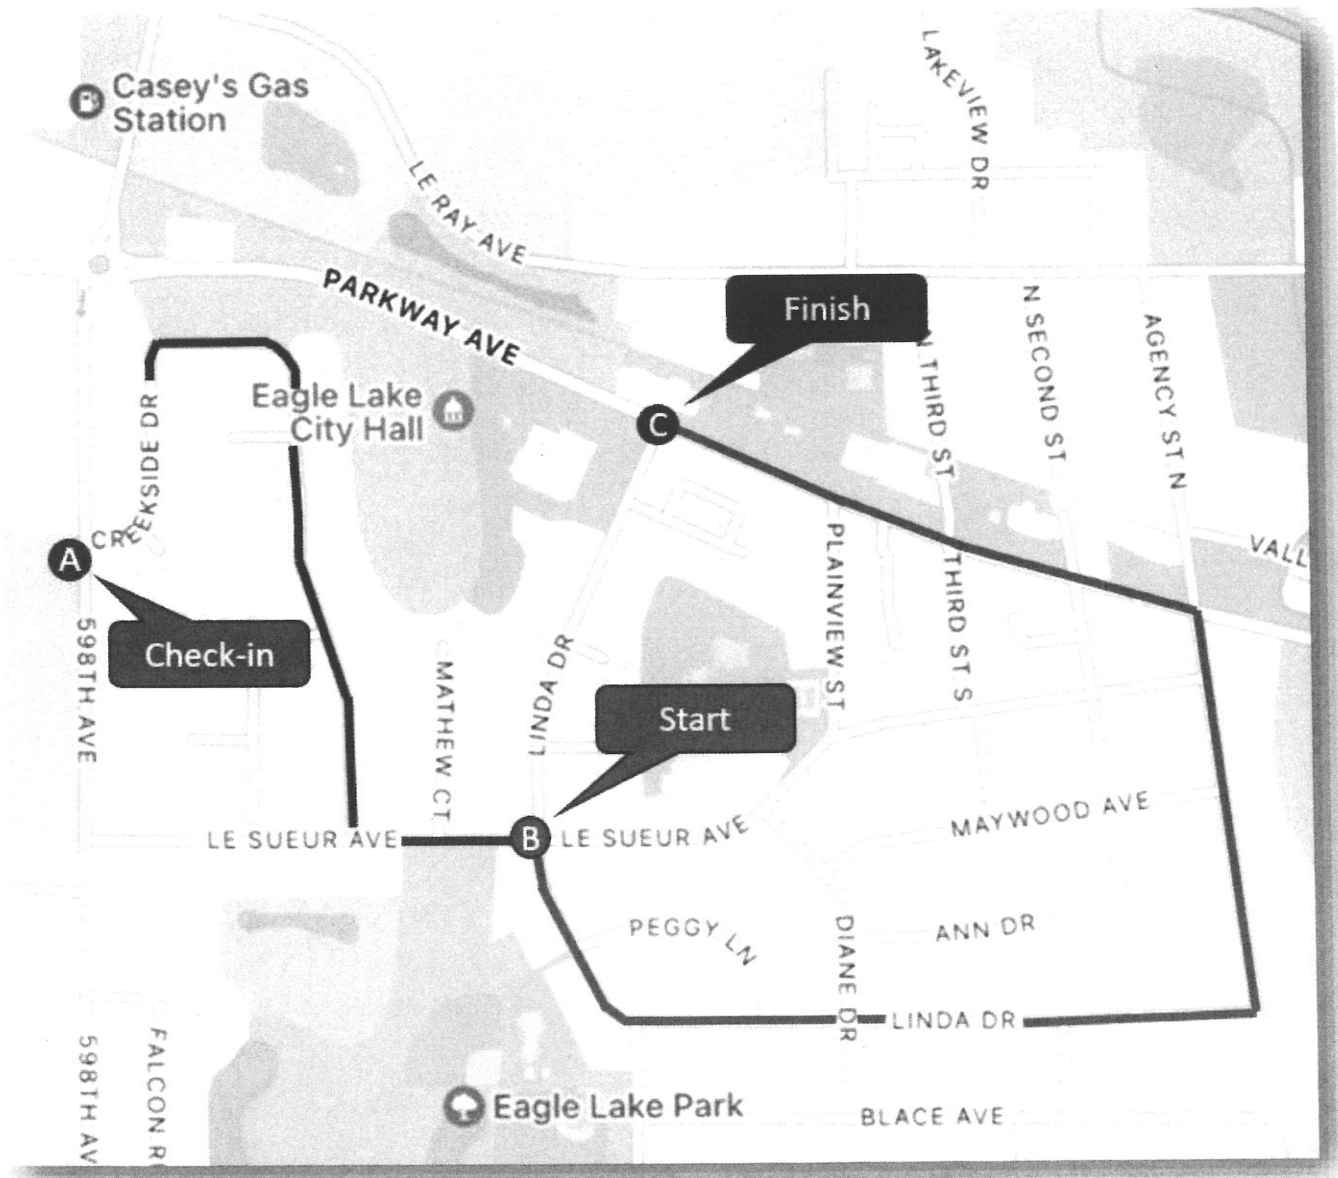 LAKEVIEW DR
Casey's Gas
Station
LE RAY AVE
PARKWAY AVE
Finish
N THIRD ST
N SECOND ST
AGENCY ST N
Eagle Lake
City Hall
C
CREEKSIDE DR
A
VALL
PLAINVIEW ST
THIRD ST S
Check-in
598TH AVE
MATHEW CT
LINDA DR
Start
LE SUEUR AVE
B
LE SUEUR AVE
MAYWOOD AVE
PEGGY LN
DIANE DR
ANN DR
LINDA DR
598TH AV
FALCON R
Eagle Lake Park
BLACE AVE